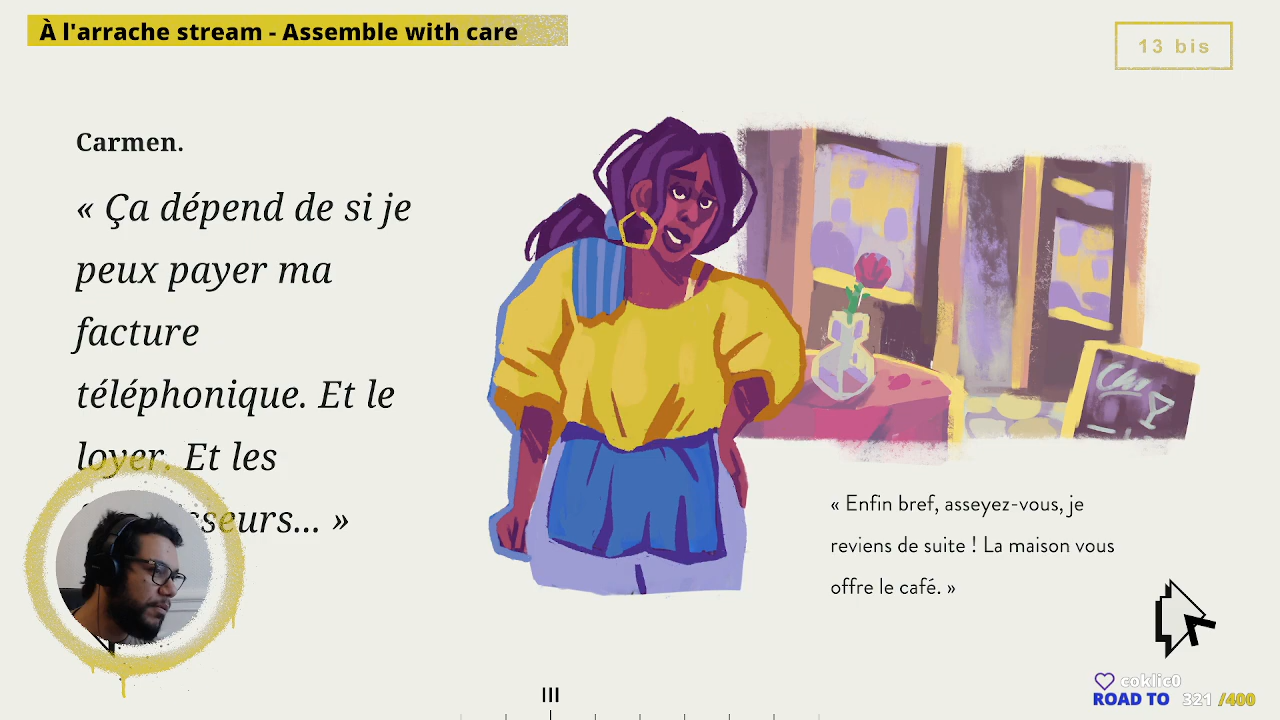 À l'arrache stream - Assemble with care
13 bis
Carmen.
« Ça dépend de si je
peux payer ma
facture
téléphonique. Et le
loyer. Et les
« Enfin bref, asseyez-vous, je
reviens de suite ! La maison vous
offre le café. »
III
coklic0
ROAD TO 321 /400